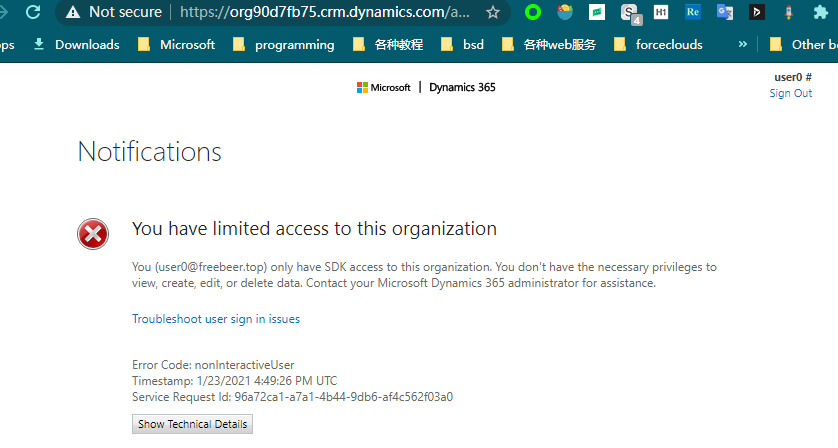 Not secure | https://org90d7fb75.crm.dynamics.com/a...
4 H1 Re
ops Downloads Microsoft programming 各种教程 bsd 各种web服务 forceclouds » Other bo
Microsoft | Dynamics 365
user0 #
Sign Out
Notifications
You have limited access to this organization
You (user0@freebeer.top) only have SDK access to this organization. You don't have the necessary privileges to
view, create, edit, or delete data. Contact your Microsoft Dynamics 365 administrator for assistance.
Troubleshoot user sign in issues
Error Code: nonInteractiveUser
Timestamp: 1/23/2021 4:49:26 PM UTC
Service Request Id: 96a72ca1-a7a1-4b44-9db6-af4c562f03a0
Show Technical Details